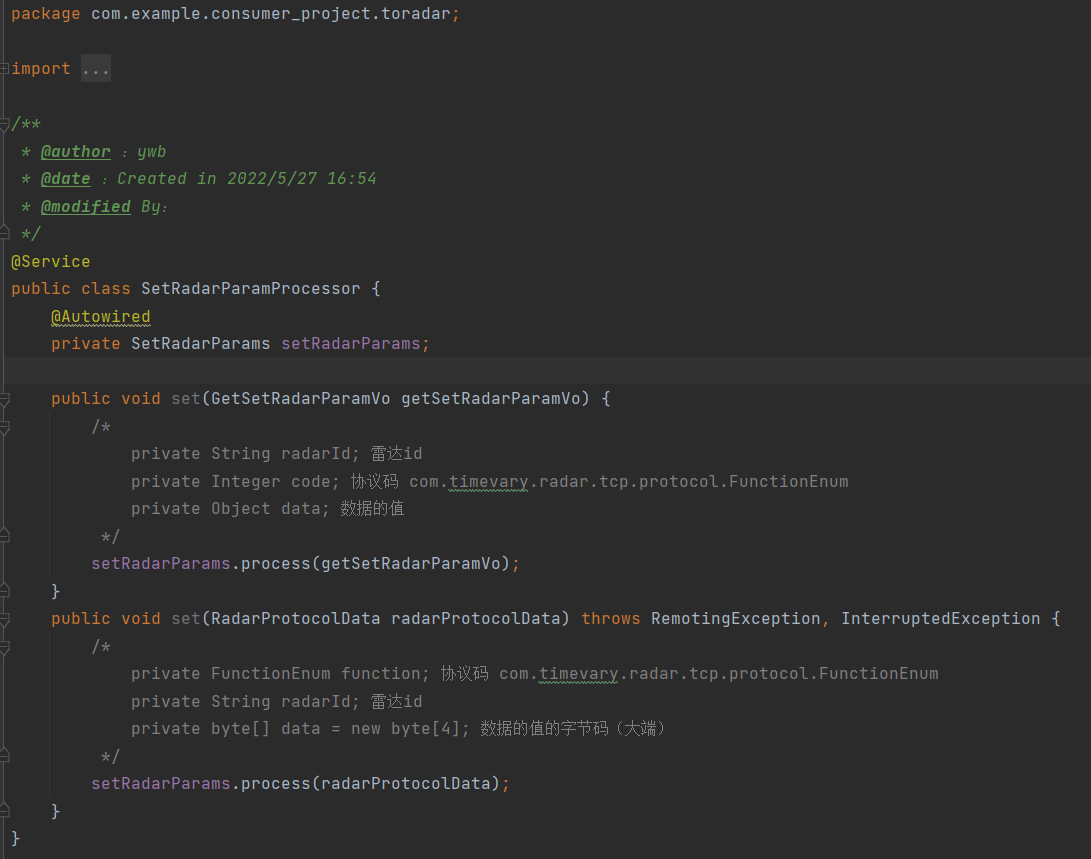 package com.example.consumer_project.toradar;
import ...
/**
 * @author : ywb
 * @date : Created in 2022/5/27 16:54
 * @modified By:
 */
@Service
public class SetRadarParamProcessor {
    @Autowired
    private SetRadarParams setRadarParams;
    public void set(GetSetRadarParamVo getSetRadarParamVo) {
        /*
            private String radarId; 雷达id
            private Integer code; 协议码 com.timevary.radar.tcp.protocol.FunctionEnum
            private Object data; 数据的值
         */
        setRadarParams.process(getSetRadarParamVo);
    }
    public void set(RadarProtocolData radarProtocolData) throws RemotingException, InterruptedException {
        /*
            private FunctionEnum function; 协议码 com.timevary.radar.tcp.protocol.FunctionEnum
            private String radarId; 雷达id
            private byte[] data = new byte[4]; 数据的值的字节码（大端）
         */
        setRadarParams.process(radarProtocolData);
    }
}